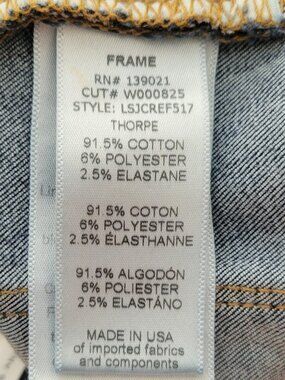 FRAME
RN# 139021
CUT# W000825
STYLE: LSJCREF517
THORPE
91.5% COTTON
6% POLYESTER
2.5% ELASTANE
91.5% COTON
6% POLYESTER
2.5% ÉLASTHANNE
91.5% ALGODÓN
6% POLIESTER
2.5% ELASTÁNO
MADE IN USA
of imported fabrics
and components